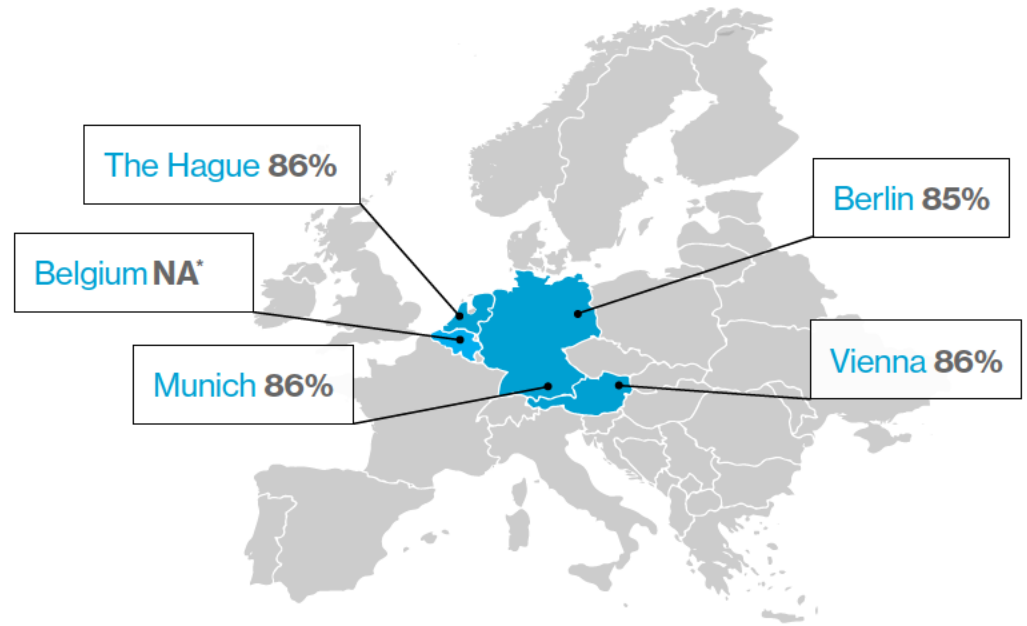 The Hague 86%
Berlin 85%
Belgium NA*
Vienna 86%
Munich 86%